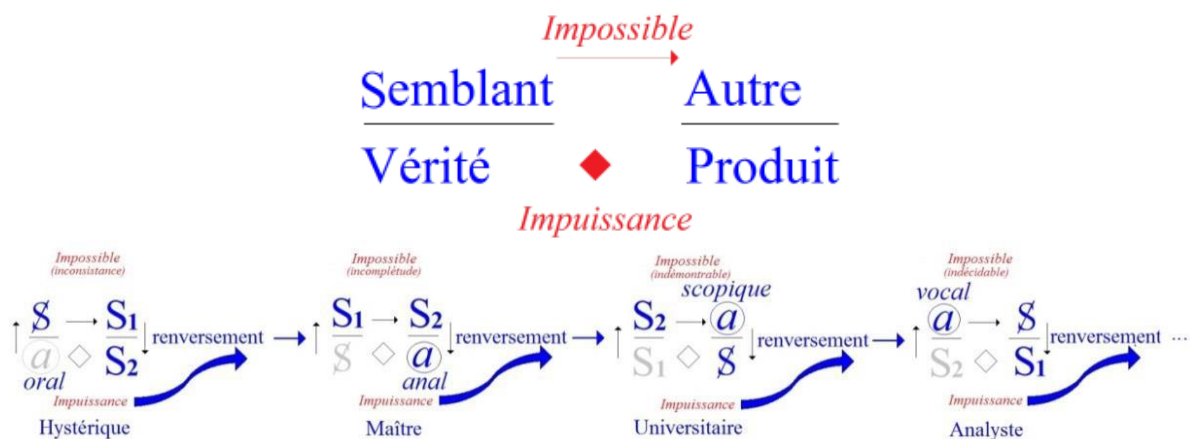 Impossible
Semblant Autre
Vérité ◆ Produit
Impuissance
Impossible Impossible Impossible Impossible
(inconsistance) (incomplétude) (indémontrable) (indécidable)
scopique vocal
↑ $ → S1 ↓ renversement → ↑ S1 → S2 ↓ renversement → ↑ S2 → a ↓ renversement → ↑ a → $ ↓ renversement ...
a ◇ S2 $ ◇ a S1 ◇ $ S2 ◇ S1
oral anal
Impuissance Impuissance Impuissance Impuissance
Hystérique Maître Universitaire Analyste